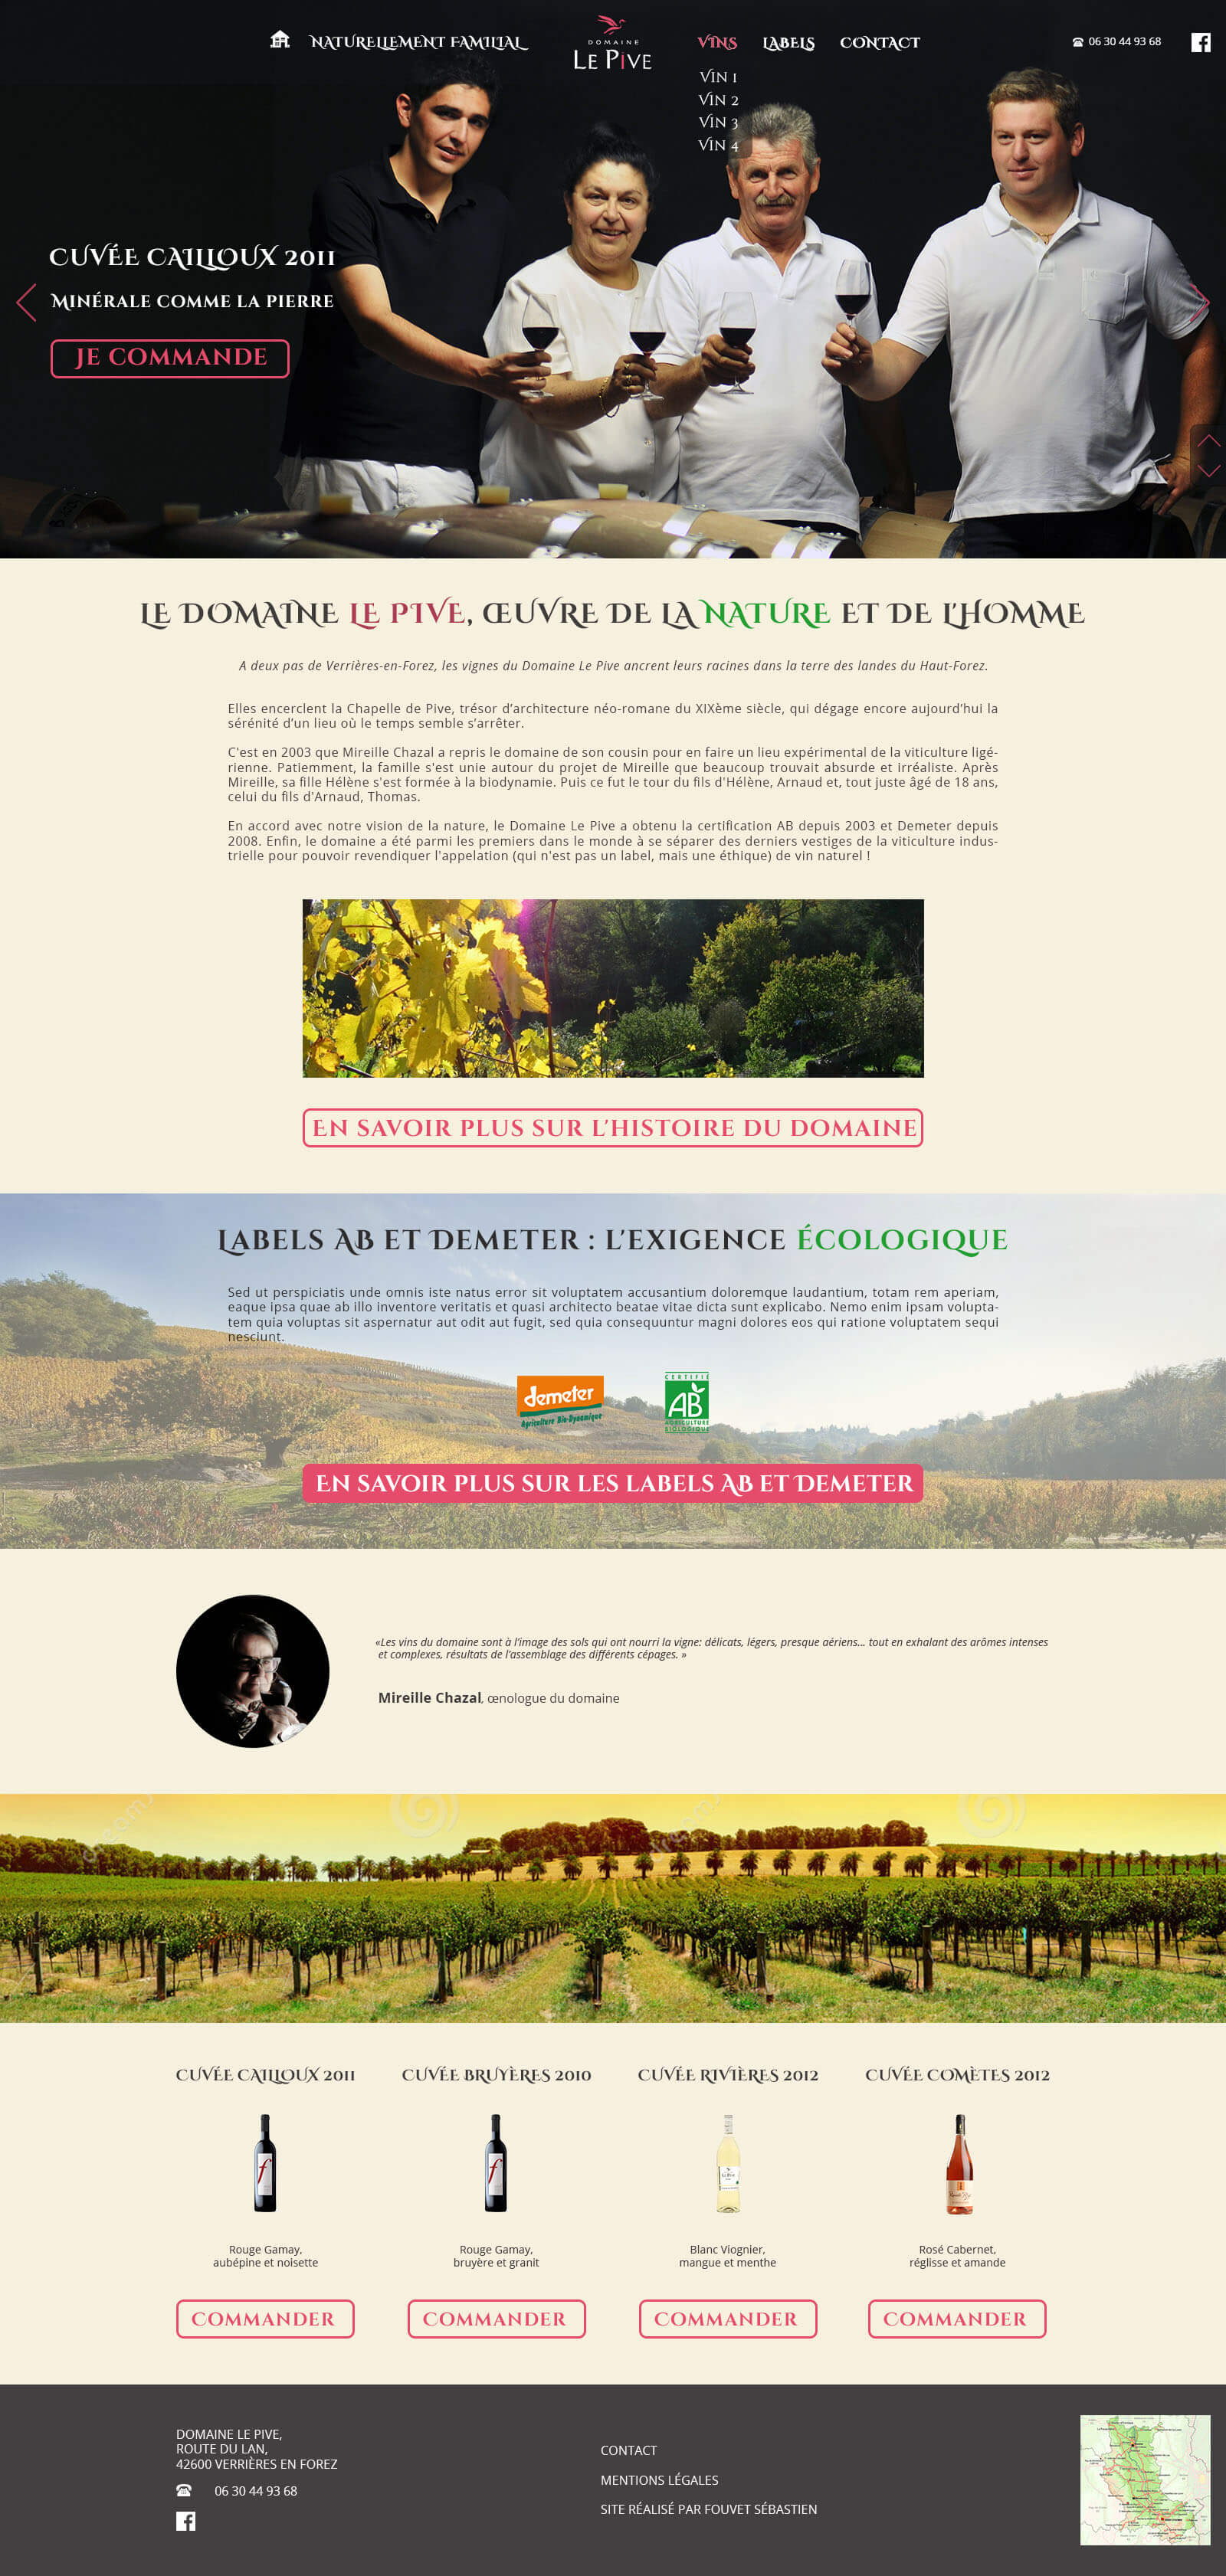 NATURELLEMENT FAMILIAL
DOMAINE
LE PIVE
VINS
LABELS
CONTACT
06 30 44 93 68
VIN 1
VIN 2
VIN 3
VIN 4
CUVÉE CAILLOUX 2011
MINÉRALE COMME LA PIERRE
JE COMMANDE
LE DOMAINE LE PIVE, ŒUVRE DE LA NATURE ET DE L'HOMME
A deux pas de Verrières-en-Forez, les vignes du Domaine Le Pive ancrent leurs racines dans la terre des landes du Haut-Forez.
Elles encerclent la Chapelle de Pive, trésor d’architecture néo-romane du XIXème siècle, qui dégage encore aujourd’hui la
sérénité d’un lieu où le temps semble s’arrêter.
C'est en 2003 que Mireille Chazal a repris le domaine de son cousin pour en faire un lieu expérimental de la viticulture ligé-
rienne. Patiemment, la famille s'est unie autour du projet de Mireille que beaucoup trouvait absurde et irréaliste. Après
Mireille, sa fille Hélène s'est formée à la biodynamie. Puis ce fut le tour du fils d'Hélène, Arnaud et, tout juste âgé de 18 ans,
celui du fils d'Arnaud, Thomas.
En accord avec notre vision de la nature, le Domaine Le Pive a obtenu la certification AB depuis 2003 et Demeter depuis
2008. Enfin, le domaine a été parmi les premiers dans le monde à se séparer des derniers vestiges de la viticulture indus-
trielle pour pouvoir revendiquer l'appelation (qui n'est pas un label, mais une éthique) de vin naturel !
EN SAVOIR PLUS SUR L'HISTOIRE DU DOMAINE
LABELS AB ET DEMETER : L'EXIGENCE ÉCOLOGIQUE
Sed ut perspiciatis unde omnis iste natus error sit voluptatem accusantium doloremque laudantium, totam rem aperiam,
eaque ipsa quae ab illo inventore veritatis et quasi architecto beatae vitae dicta sunt explicabo. Nemo enim ipsam volupta-
tem quia voluptas sit aspernatur aut odit aut fugit, sed quia consequuntur magni dolores eos qui ratione voluptatem sequi
nesciunt.
demeter
Agriculture Bio-Dynamique
CERTIFIÉ
AB
AGRICULTURE
BIOLOGIQUE
EN SAVOIR PLUS SUR LES LABELS AB ET DEMETER
«Les vins du domaine sont à l’image des sols qui ont nourri la vigne: délicats, légers, presque aériens... tout en exhalant des arômes intenses
et complexes, résultats de l’assemblage des différents cépages. »
Mireille Chazal, œnologue du domaine
CUVÉE CAILLOUX 2011
CUVÉE BRUYÈRES 2010
CUVÉE RIVIÈRES 2012
CUVÉE COMÈTES 2012
Rouge Gamay,
aubépine et noisette
Rouge Gamay,
bruyère et granit
Blanc Viognier,
mangue et menthe
Rosé Cabernet,
réglisse et amande
COMMANDER
COMMANDER
COMMANDER
COMMANDER
DOMAINE LE PIVE,
ROUTE DU LAN,
42600 VERRIÈRES EN FOREZ
06 30 44 93 68
CONTACT
MENTIONS LÉGALES
SITE RÉALISÉ PAR FOUVET SÉBASTIEN